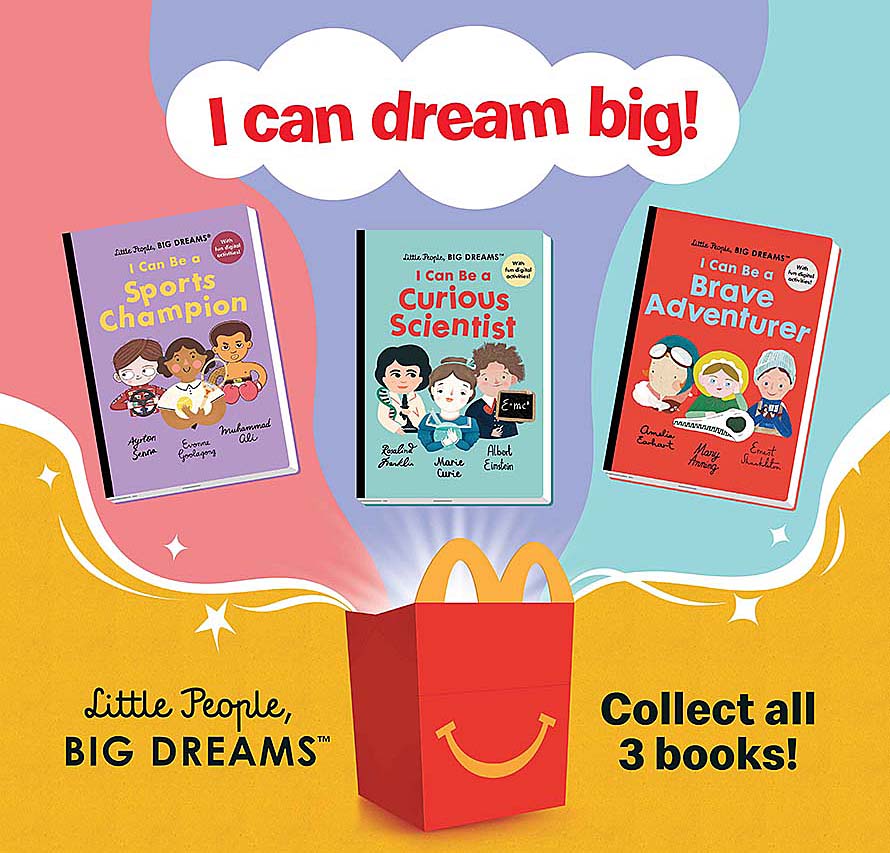 I can dream big!
Little People, BIG DREAMS®
With
fun digital
activities!
I Can Be a
Sports
Champion
Ayrton
Senna
Evonne
Goolagong
Muhammad
Ali
Little People, BIG DREAMS™
With
fun digital
activities!
I Can Be a
Curious
Scientist
E=mc²
Rosalind
Franklin
Marie
Curie
Albert
Einstein
Little People, BIG DREAMS™
With
fun digital
activities!
I Can Be a
Brave
Adventurer
Amelia
Earhart
Mary
Anning
Ernest
Shackleton
Little People,
BIG DREAMS™
Collect all
3 books!